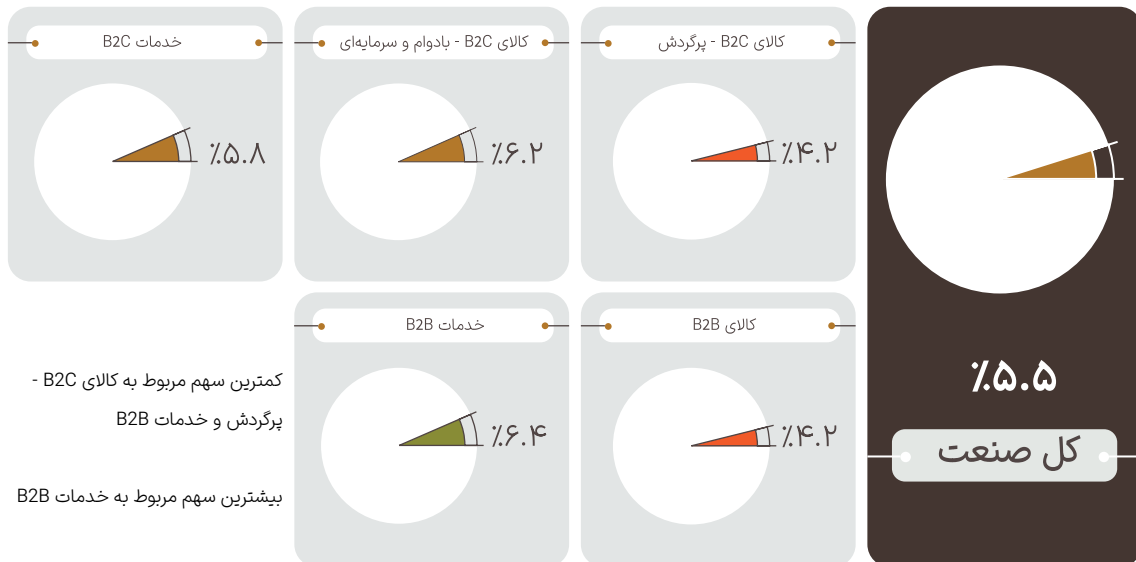 کل صنعت
٪۵.۵
کالای B2C - پرگردش
٪۴.۲
کالای B2C - بادوام و سرمایه‌ای
٪۶.۲
خدمات B2C
٪۵.۸
کالای B2B
٪۴.۲
خدمات B2B
٪۶.۴
کمترین سهم مربوط به کالای B2C -
پرگردش و خدمات B2B
بیشترین سهم مربوط به خدمات B2B